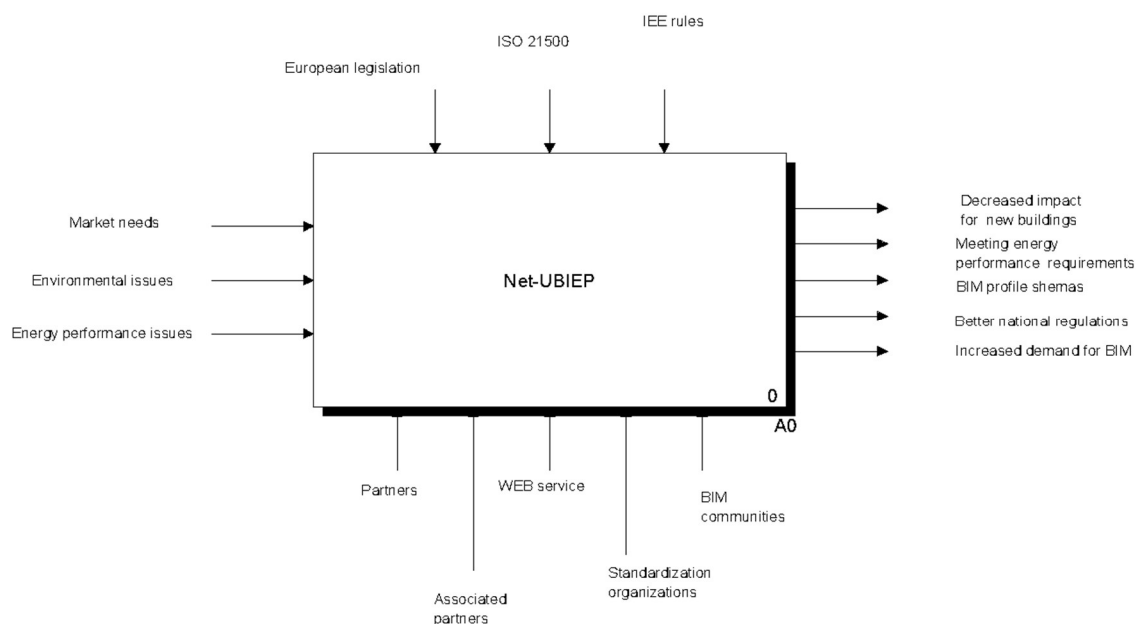 IEE rules
ISO 21500
European legislation
Market needs
Environmental issues
Energy performance issues
Net-UBIEP
0
A0
Decreased impact
for new buildings
Meeting energy
performance requirements
BIM profile shemas
Better national regulations
Increased demand for BIM
Partners
WEB service
BIM
communities
Associated
partners
Standardization
organizations